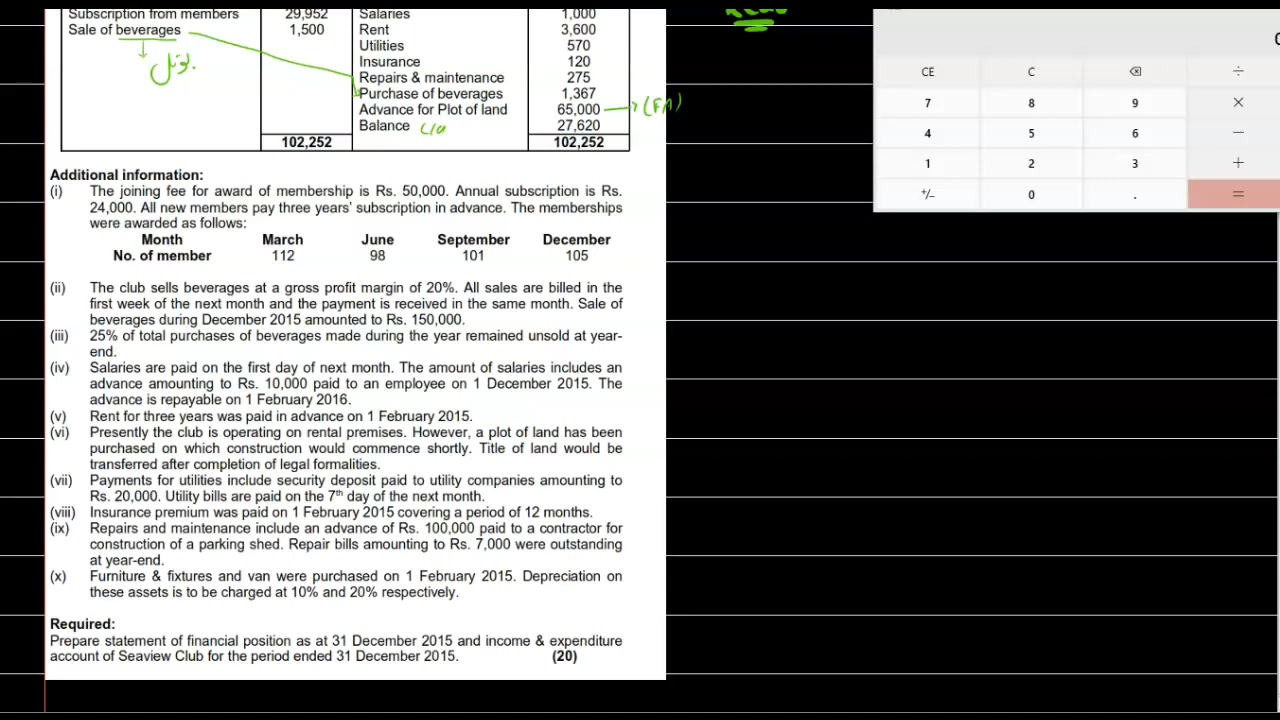 Subscription from members 29,952 Salaries 1,000
Sale of beverages 1,500 Rent 3,600
Utilities 570
Insurance 120
Repairs & maintenance 275
Purchase of beverages 1,367
Advance for Plot of land 65,000 (FA)
Balance c/d 27,620
102,252 102,252
Additional information:
(i) The joining fee for award of membership is Rs. 50,000. Annual subscription is Rs.
24,000. All new members pay three years' subscription in advance. The memberships
were awarded as follows:
Month March June September December
No. of member 112 98 101 105
(ii) The club sells beverages at a gross profit margin of 20%. All sales are billed in the
first week of the next month and the payment is received in the same month. Sale of
beverages during December 2015 amounted to Rs. 150,000.
(iii) 25% of total purchases of beverages made during the year remained unsold at year-
end.
(iv) Salaries are paid on the first day of next month. The amount of salaries includes an
advance amounting to Rs. 10,000 paid to an employee on 1 December 2015. The
advance is repayable on 1 February 2016.
(v) Rent for three years was paid in advance on 1 February 2015.
(vi) Presently the club is operating on rental premises. However, a plot of land has been
purchased on which construction would commence shortly. Title of land would be
transferred after completion of legal formalities.
(vii) Payments for utilities include security deposit paid to utility companies amounting to
Rs. 20,000. Utility bills are paid on the 7th day of the next month.
(viii) Insurance premium was paid on 1 February 2015 covering a period of 12 months.
(ix) Repairs and maintenance include an advance of Rs. 100,000 paid to a contractor for
construction of a parking shed. Repair bills amounting to Rs. 7,000 were outstanding
at year-end.
(x) Furniture & fixtures and van were purchased on 1 February 2015. Depreciation on
these assets is to be charged at 10% and 20% respectively.
Required:
Prepare statement of financial position as at 31 December 2015 and income & expenditure
account of Seaview Club for the period ended 31 December 2015. (20)
CE C ÷
7 8 9 ×
4 5 6 −
1 2 3 +
+/− 0 . =